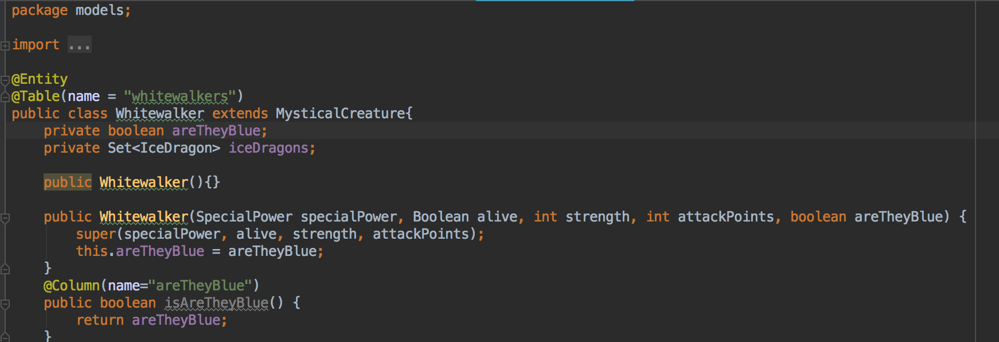 package models;
import ...
@Entity
@Table(name = "whitewalkers")
public class Whitewalker extends MysticalCreature{
private boolean areTheyBlue;
private Set<IceDragon> iceDragons;
public Whitewalker(){}
public Whitewalker(SpecialPower specialPower, Boolean alive, int strength, int attackPoints, boolean areTheyBlue) {
super(specialPower, alive, strength, attackPoints);
this.areTheyBlue = areTheyBlue;
}
@Column(name="areTheyBlue")
public boolean isAreTheyBlue() {
return areTheyBlue;
}